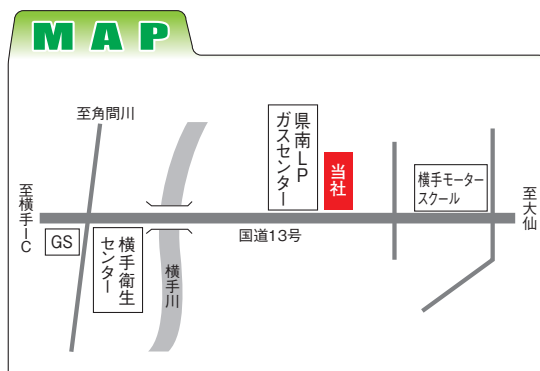 MAP
至角間川
県南LP
ガスセンター
当社
横手モーター
スクール
至横手IC
至大仙
GS
横手衛生
センター
横手川
国道13号